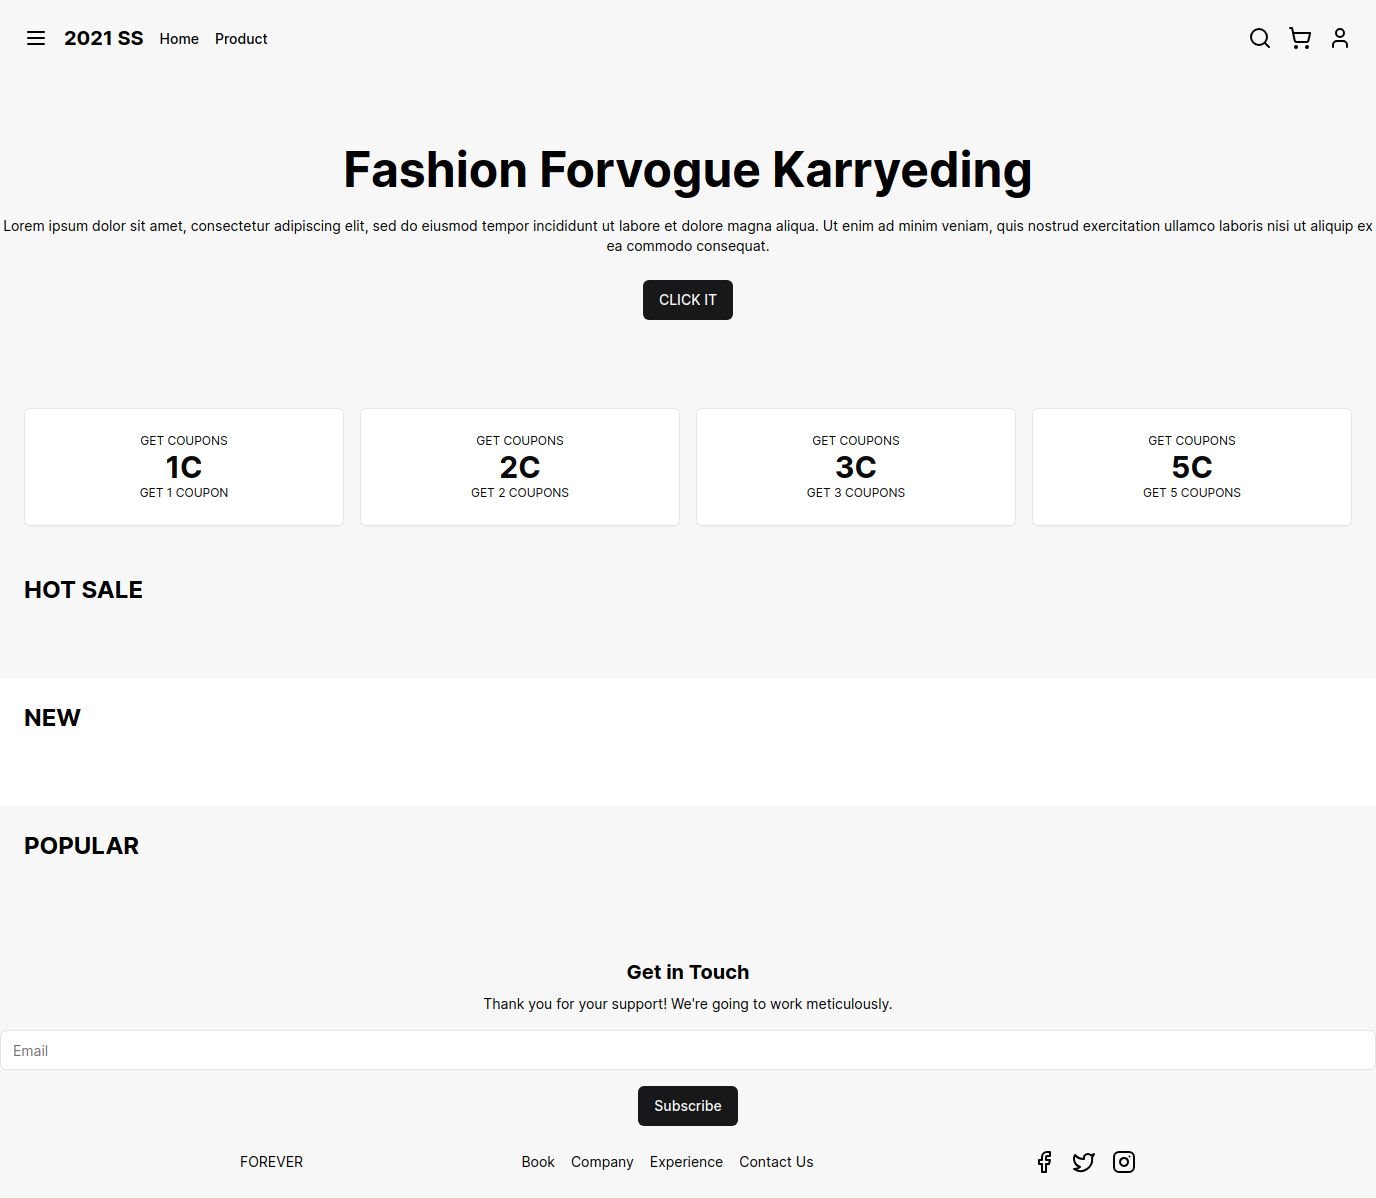 2021 SS Home Product
Fashion Forvogue Karryeding
Lorem ipsum dolor sit amet, consectetur adipiscing elit, sed do eiusmod tempor incididunt ut labore et dolore magna aliqua. Ut enim ad minim veniam, quis nostrud exercitation ullamco laboris nisi ut aliquip ex
ea commodo consequat.
CLICK IT
GET COUPONS
1C
GET 1 COUPON
GET COUPONS
2C
GET 2 COUPONS
GET COUPONS
3C
GET 3 COUPONS
GET COUPONS
5C
GET 5 COUPONS
HOT SALE
NEW
POPULAR
Get in Touch
Thank you for your support! We're going to work meticulously.
Email
Subscribe
FOREVER Book Company Experience Contact Us